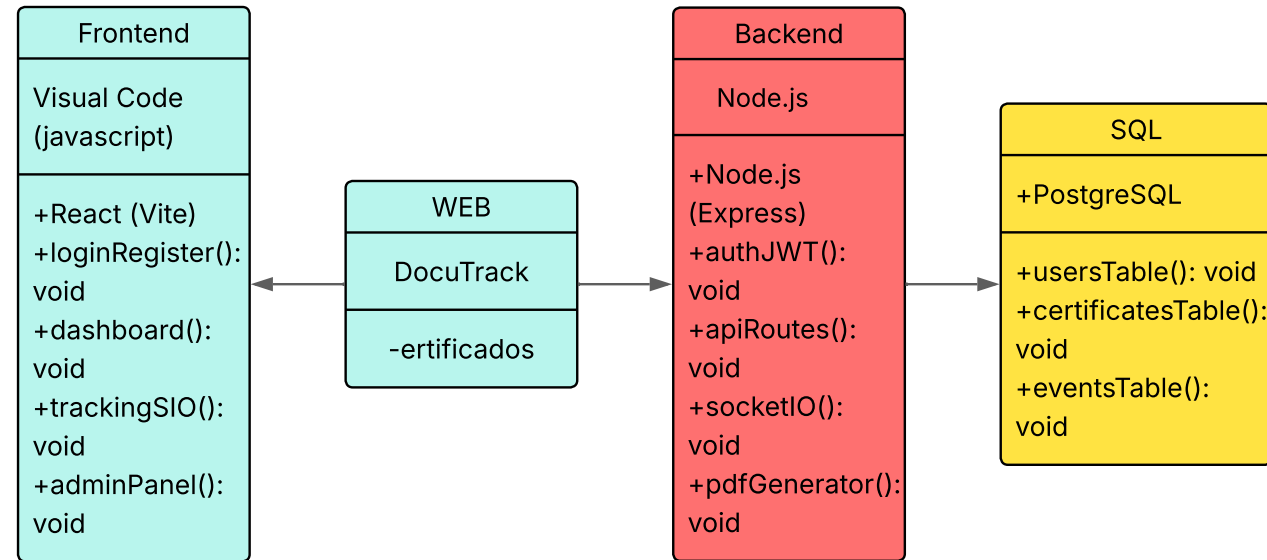 Frontend
Visual Code
(javascript)
+React (Vite)
+loginRegister():
void
+dashboard():
void
+trackingSIO():
void
+adminPanel():
void
WEB
DocuTrack
-ertificados
Backend
Node.js
+Node.js
(Express)
+authJWT():
void
+apiRoutes():
void
+socketIO():
void
+pdfGenerator():
void
SQL
+PostgreSQL
+usersTable(): void
+certificatesTable():
void
+eventsTable():
void